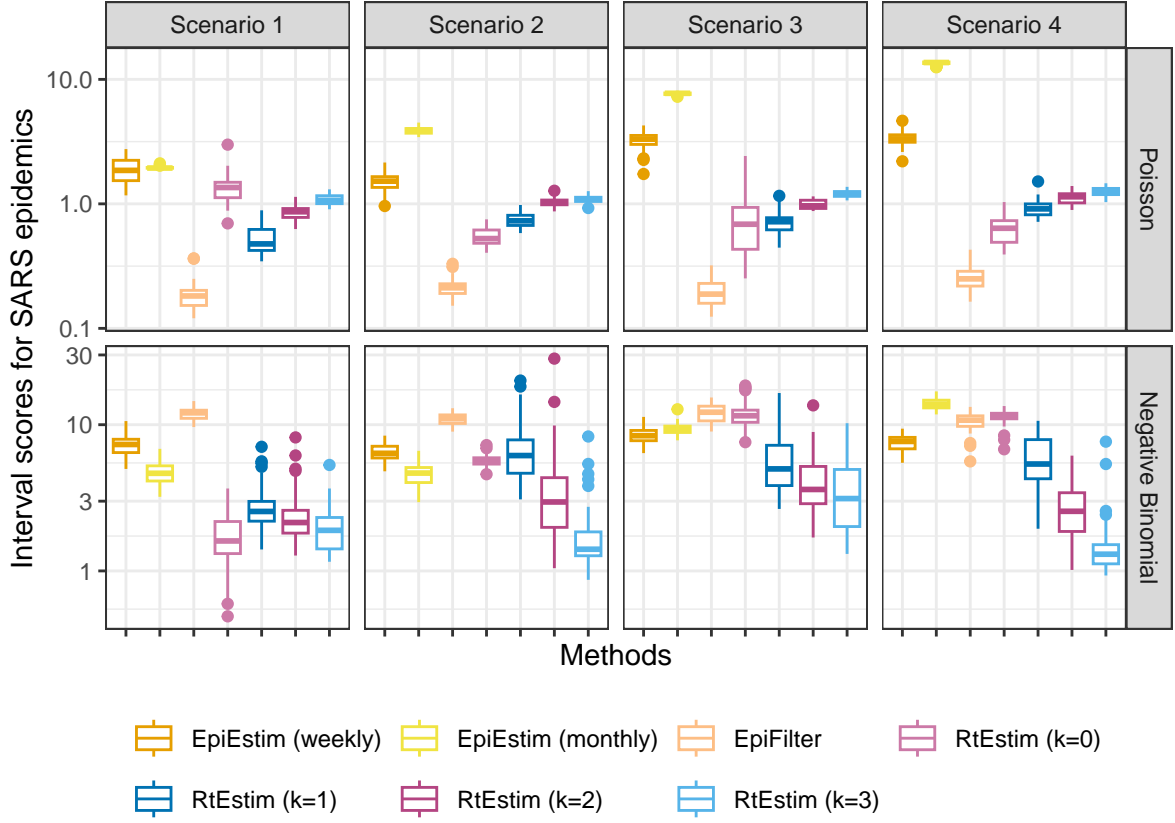 Scenario 1
Scenario 2
Scenario 3
Scenario 4
Interval scores for SARS epidemics
10.0
1.0
0.1
Poisson
30
10
3
1
Negative Binomial
Methods
EpiEstim (weekly)
EpiEstim (monthly)
EpiFilter
RtEstim (k=0)
RtEstim (k=1)
RtEstim (k=2)
RtEstim (k=3)